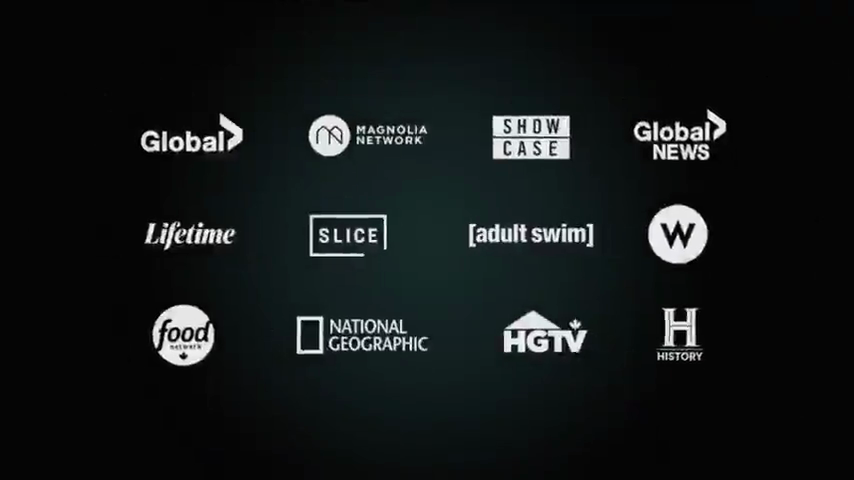 Global
MAGNOLIA
NETWORK
SHOW
CASE
Global
NEWS
Lifetime
SLICE
[adult swim]
W
food
network
NATIONAL
GEOGRAPHIC
HGTV
H
HISTORY